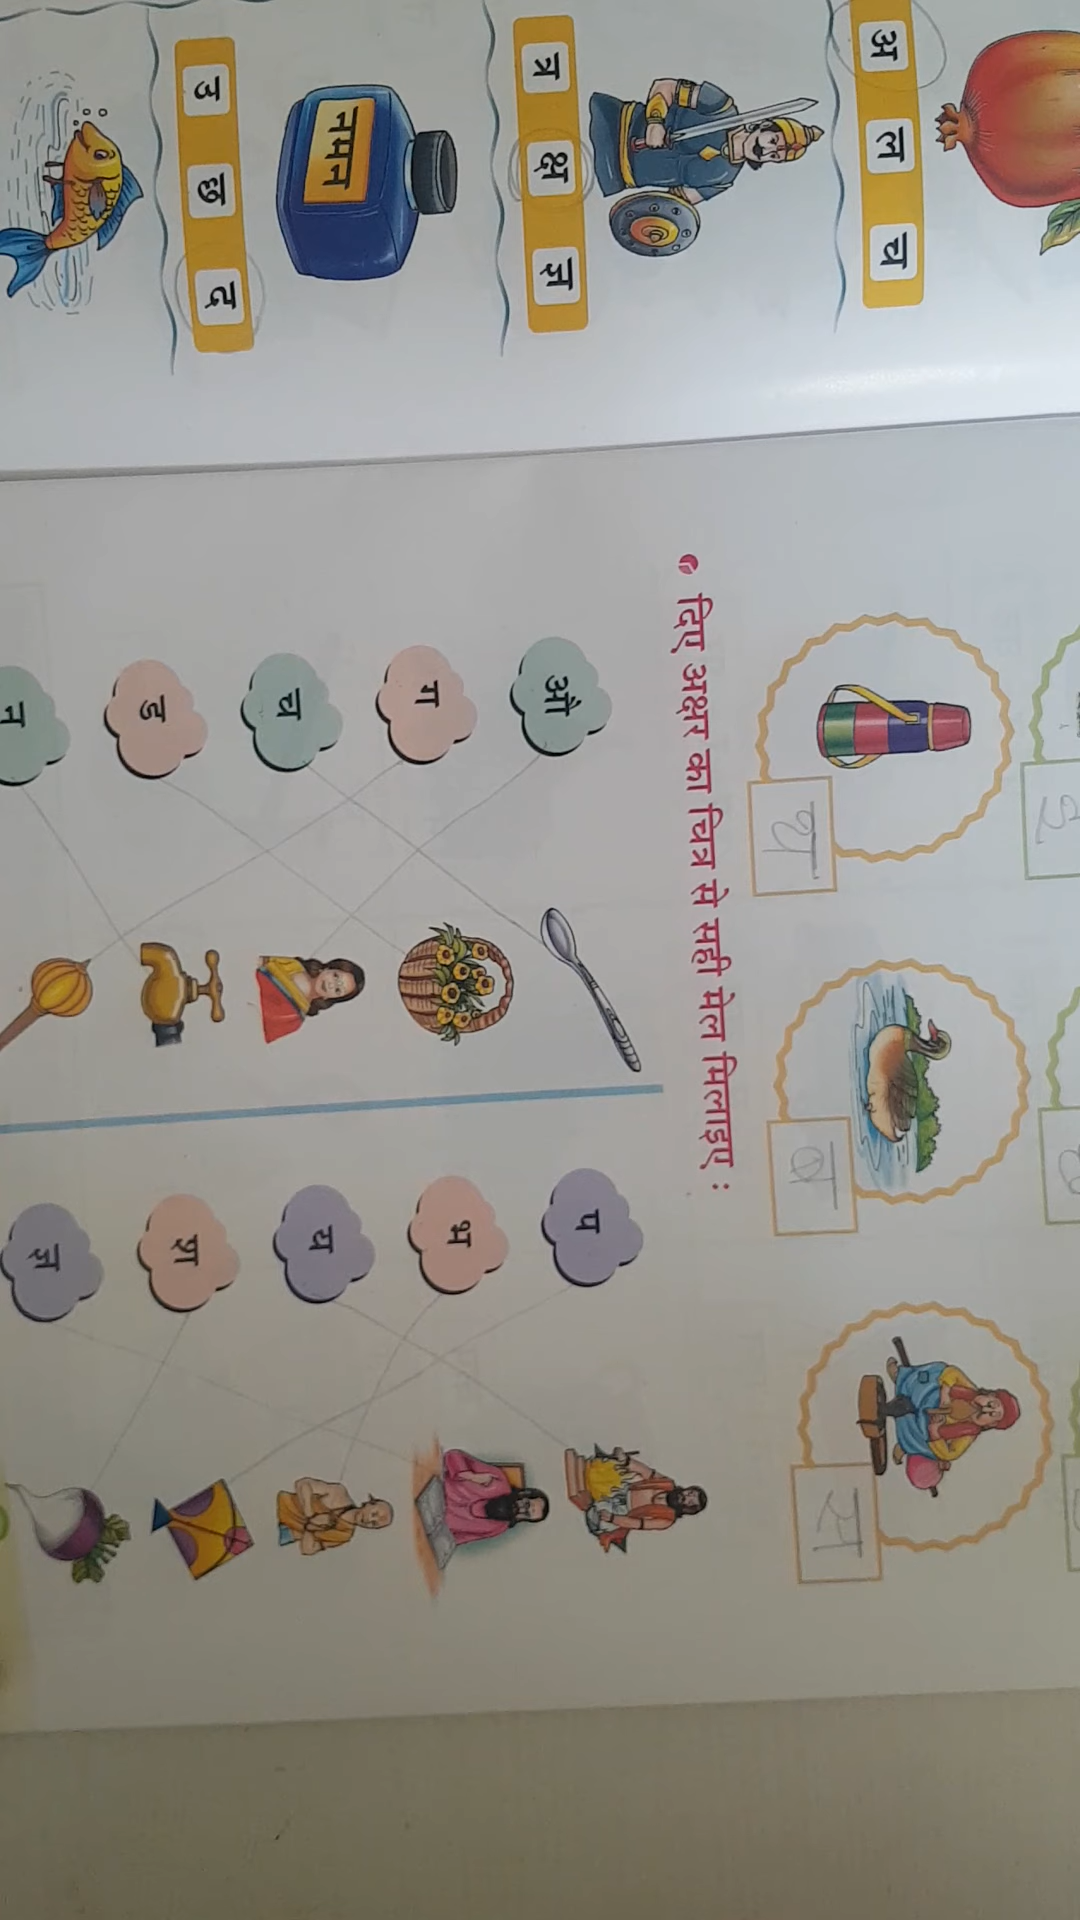 अ ल च
त्र क्ष ज्ञ
नमन
उ छ द
थ
ब
स
दिए अक्षर का चित्र से सही मेल मिलाइए :
औ
ग
च
ड
न
प
भ
य
श
ज्ञ